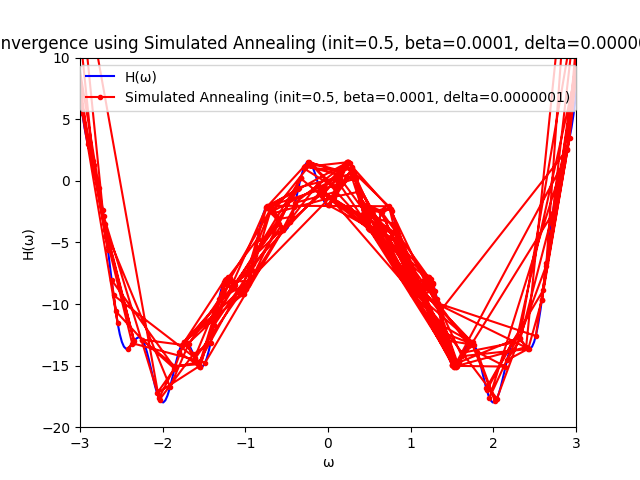 nvergence using Simulated Annealing (init=0.5, beta=0.0001, delta=0.0000
H(ω)
Simulated Annealing (init=0.5, beta=0.0001, delta=0.0000001)
10
5
0
−5
−10
−15
−20
H(ω)
−3 −2 −1 0 1 2 3
ω